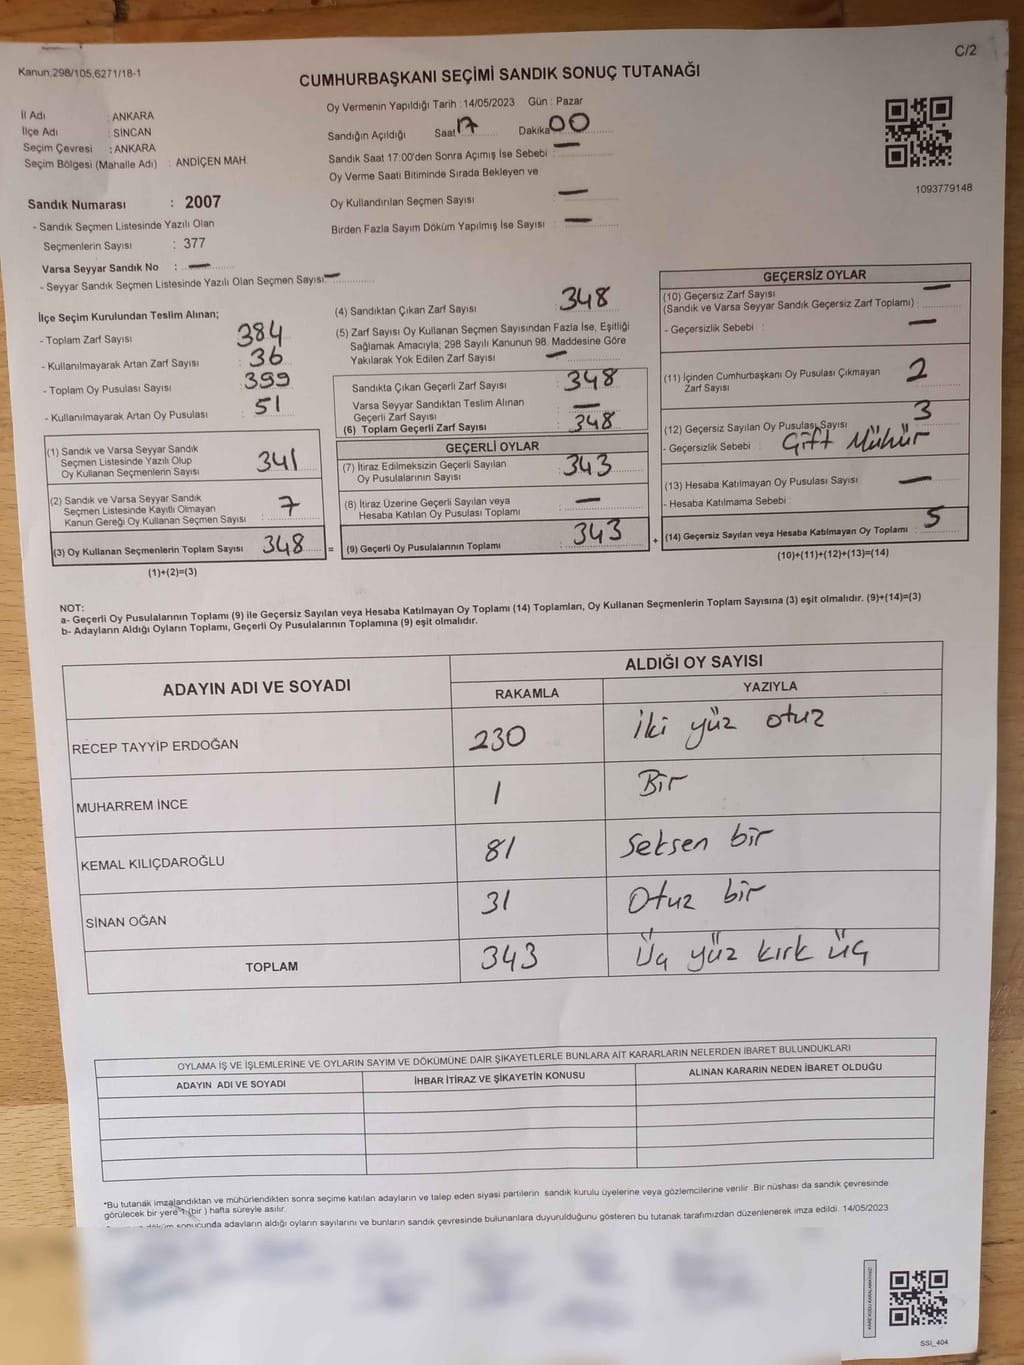 C/2
Kanun:298/105,6271/18-1
CUMHURBAŞKANI SEÇİMİ SANDIK SONUÇ TUTANAĞI
İl Adı : ANKARA
İlçe Adı : SİNCAN
Seçim Çevresi : ANKARA
Seçim Bölgesi (Mahalle Adı) : ANDİÇEN MAH.
Sandık Numarası : 2007
- Sandık Seçmen Listesinde Yazılı Olan
Seçmenlerin Sayısı : 377
Varsa Seyyar Sandık No : —
- Seyyar Sandık Seçmen Listesinde Yazılı Olan Seçmen Sayısı: —
Oy Vermenin Yapıldığı Tarih :14/05/2023 Gün : Pazar
Sandığın Açıldığı Saat 17 Dakika 00
Sandık Saat 17:00'den Sonra Açımış İse Sebebi : —
Oy Verme Saati Bitiminde Sırada Bekleyen ve
Oy Kullandırılan Seçmen Sayısı : —
Birden Fazla Sayım Döküm Yapılmış İse Sayısı : —
1093779148
İlçe Seçim Kurulundan Teslim Alınan;
- Toplam Zarf Sayısı : 384
- Kullanılmayarak Artan Zarf Sayısı : 36
- Toplam Oy Pusulası Sayısı : 399
- Kullanılmayarak Artan Oy Pusulası : 51
(1) Sandık ve Varsa Seyyar Sandık
Seçmen Listesinde Yazılı Olup
Oy Kullanan Seçmenlerin Sayısı : 341
(2) Sandık ve Varsa Seyyar Sandık
Seçmen Listesinde Kayıtlı Olmayan
Kanun Gereği Oy Kullanan Seçmen Sayısı : 7
(3) Oy Kullanan Seçmenlerin Toplam Sayısı : 348
(1)+(2)=(3)
(4) Sandıktan Çıkan Zarf Sayısı : 348
(5) Zarf Sayısı Oy Kullanan Seçmen Sayısından Fazla İse, Eşitliği
Sağlamak Amacıyla; 298 Sayılı Kanunun 98. Maddesine Göre
Yakılarak Yok Edilen Zarf Sayısı : —
Sandıkta Çıkan Geçerli Zarf Sayısı : 348
Varsa Seyyar Sandıktan Teslim Alınan
Geçerli Zarf Sayısı : —
(6) Toplam Geçerli Zarf Sayısı : 348
GEÇERLİ OYLAR
(7) İtiraz Edilmeksizin Geçerli Sayılan
Oy Pusulalarının Sayısı : 343
(8) İtiraz Üzerine Geçerli Sayılan veya
Hesaba Katılan Oy Pusulası Toplamı : —
= (9) Geçerli Oy Pusulalarının Toplamı : 343
GEÇERSİZ OYLAR
(10) Geçersiz Zarf Sayısı : —
(Sandık ve Varsa Seyyar Sandık Geçersiz Zarf Toplamı)
- Geçersizlik Sebebi : —
(11) İçinden Cumhurbaşkanı Oy Pusulası Çıkmayan
Zarf Sayısı : 2
(12) Geçersiz Sayılan Oy Pusulası Sayısı : 3
- Geçersizlik Sebebi : Çift Mühür
(13) Hesaba Katılmayan Oy Pusulası Sayısı : —
- Hesaba Katılmama Sebebi :
+ (14) Geçersiz Sayılan veya Hesaba Katılmayan Oy Toplamı : 5
(10)+(11)+(12)+(13)=(14)
NOT:
a- Geçerli Oy Pusulalarının Toplamı (9) ile Geçersiz Sayılan veya Hesaba Katılmayan Oy Toplamı (14) Toplamları, Oy Kullanan Seçmenlerin Toplam Sayısına (3) eşit olmalıdır. (9)+(14)=(3)
b- Adayların Aldığı Oyların Toplamı, Geçerli Oy Pusulalarının Toplamına (9) eşit olmalıdır.
ADAYIN ADI VE SOYADI ALDIĞI OY SAYISI
RAKAMLA YAZIYLA
RECEP TAYYİP ERDOĞAN 230 İki yüz otuz
MUHARREM İNCE 1 Bir
KEMAL KILIÇDAROĞLU 81 Seksen bir
SİNAN OĞAN 31 Otuz bir
TOPLAM 343 Üç yüz kırk üç
OYLAMA İŞ VE İŞLEMLERİNE VE OYLARIN SAYIM VE DÖKÜMÜNE DAİR ŞİKAYETLERLE BUNLARA AİT KARARLARIN NELERDEN İBARET BULUNDUKLARI
ADAYIN ADI VE SOYADI İHBAR İTİRAZ VE ŞİKAYETİN KONUSU ALINAN KARARIN NEDEN İBARET OLDUĞU
*Bu tutanak imzalandıktan ve mühürlendikten sonra seçime katılan adayların ve talep eden siyasi partilerin sandık kurulu üyelerine veya gözlemcilerine verilir .Bir nüshası da sandık çevresinde
görülecek bir yere 1 (bir ) hafta süreyle asılır.
sonucunda adayların aldığı oyların sayılarını ve bunların sandık çevresinde bulunanlara duyurulduğunu gösteren bu tutanak tarafımızdan düzenlenerek imza edildi. 14/05/2023
KARE KODU KARALAMAYINIZ!
SSİ_404